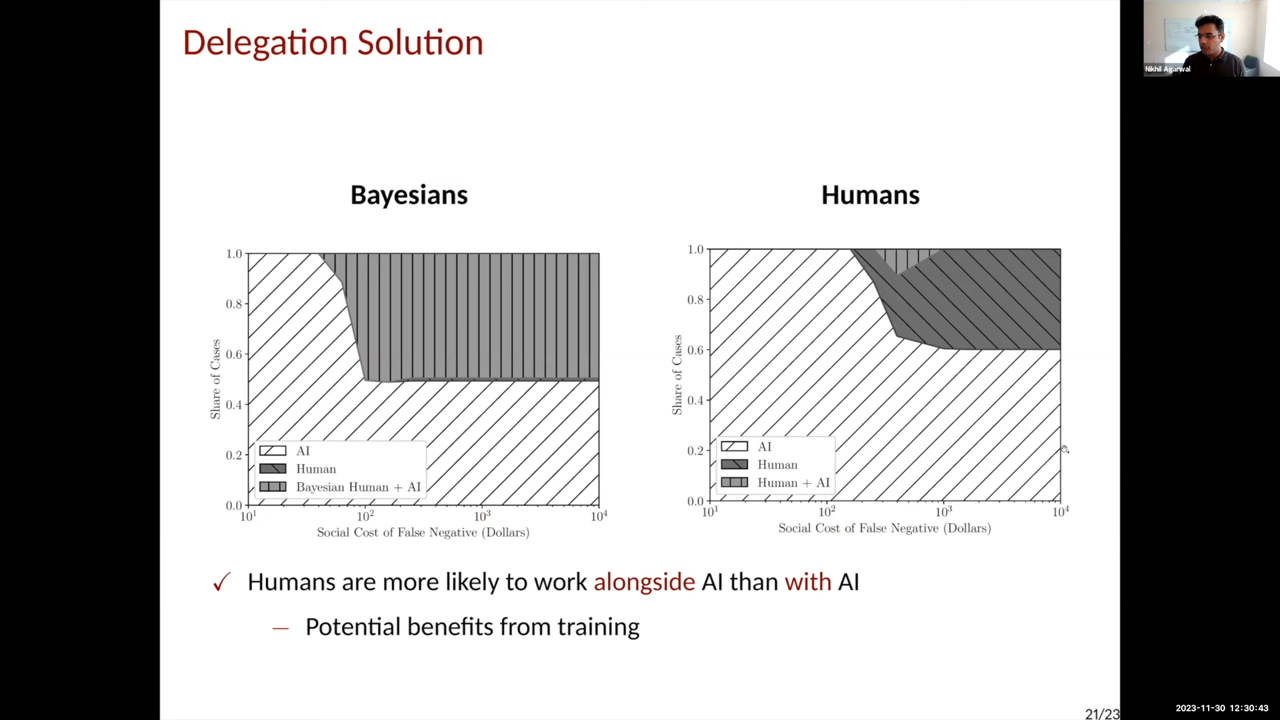 Delegation Solution
Nikhil Agarwal
Bayesians
Humans
1.0
0.8
0.6
0.4
0.2
0.0
Share of Cases
AI
Human
Bayesian Human + AI
10¹
10²
10³
10⁴
Social Cost of False Negative (Dollars)
1.0
0.8
0.6
0.4
0.2
0.0
Share of Cases
AI
Human
Human + AI
10¹
10²
10³
10⁴
Social Cost of False Negative (Dollars)
✓ Humans are more likely to work alongside AI than with AI
– Potential benefits from training
21/23
2023-11-30 12:30:43